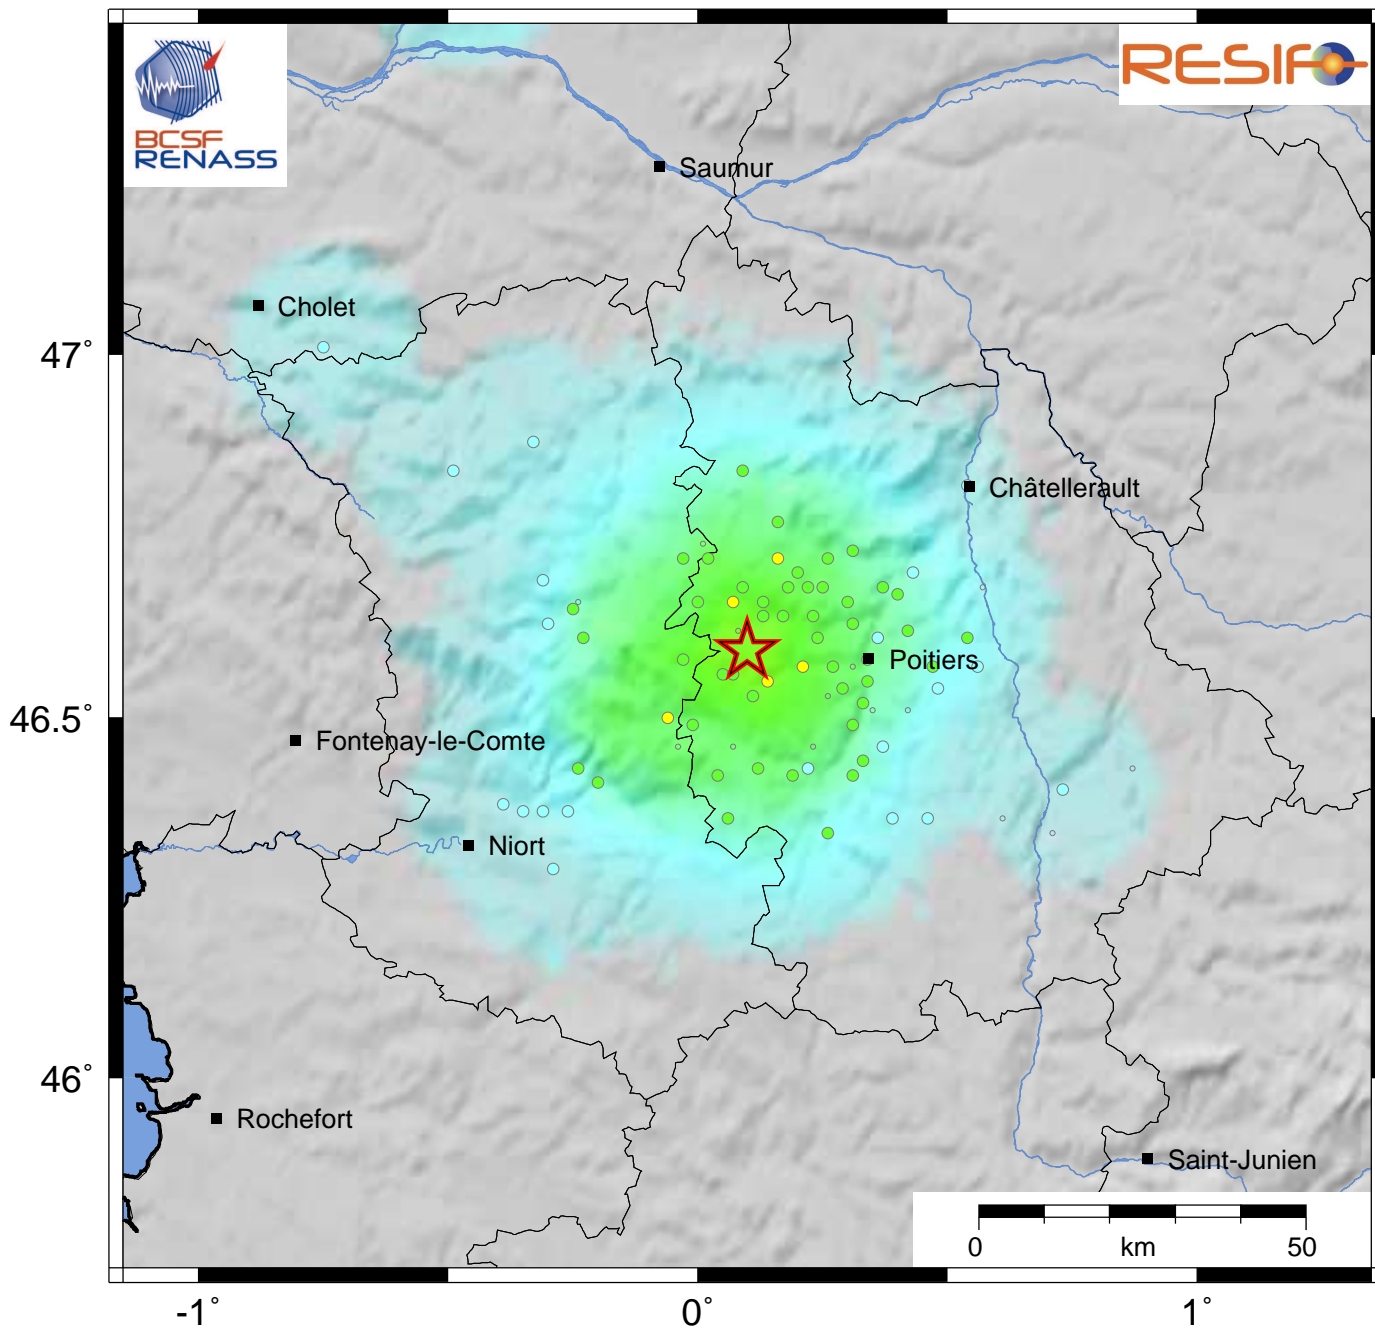 BCSF
RENASS
RESIF
Saumur
Cholet
47°
Châtellerault
Poitiers
46.5°
Fontenay-le-Comte
Niort
46°
Rochefort
Saint-Junien
0 km 50
-1° 0° 1°